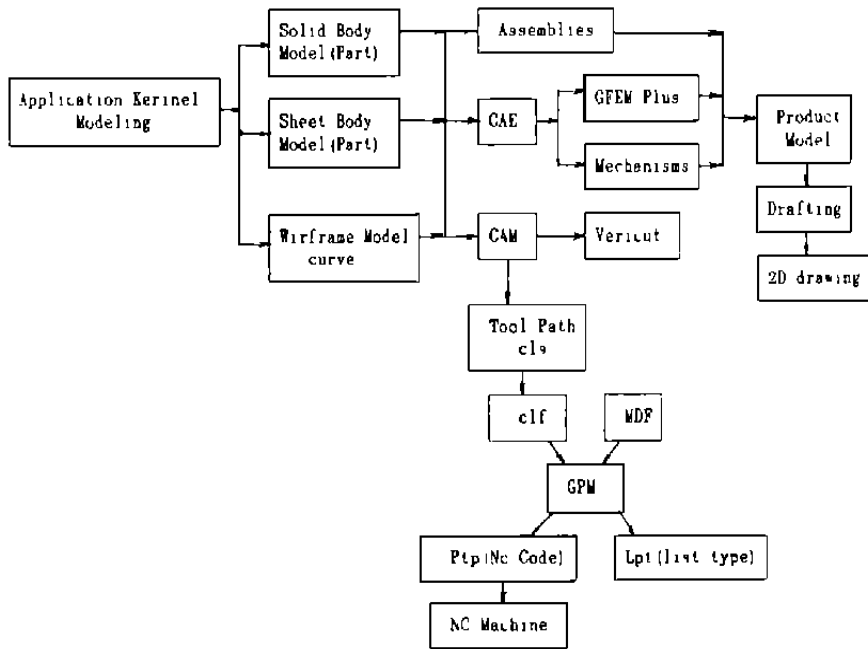 Solid Body
Model(Part)
Assemblies
Application Kerinel
Modeling
Sheet Body
Model(Part)
CAE
GFEM Plus
Mechanisms
Product
Model
Drafting
2D drawing
Wirframe Model
curve
CAM
Vericut
Tool Path
cls
clf
MDF
GPM
Ptp(Nc Code)
Lpt(list type)
NC Machine